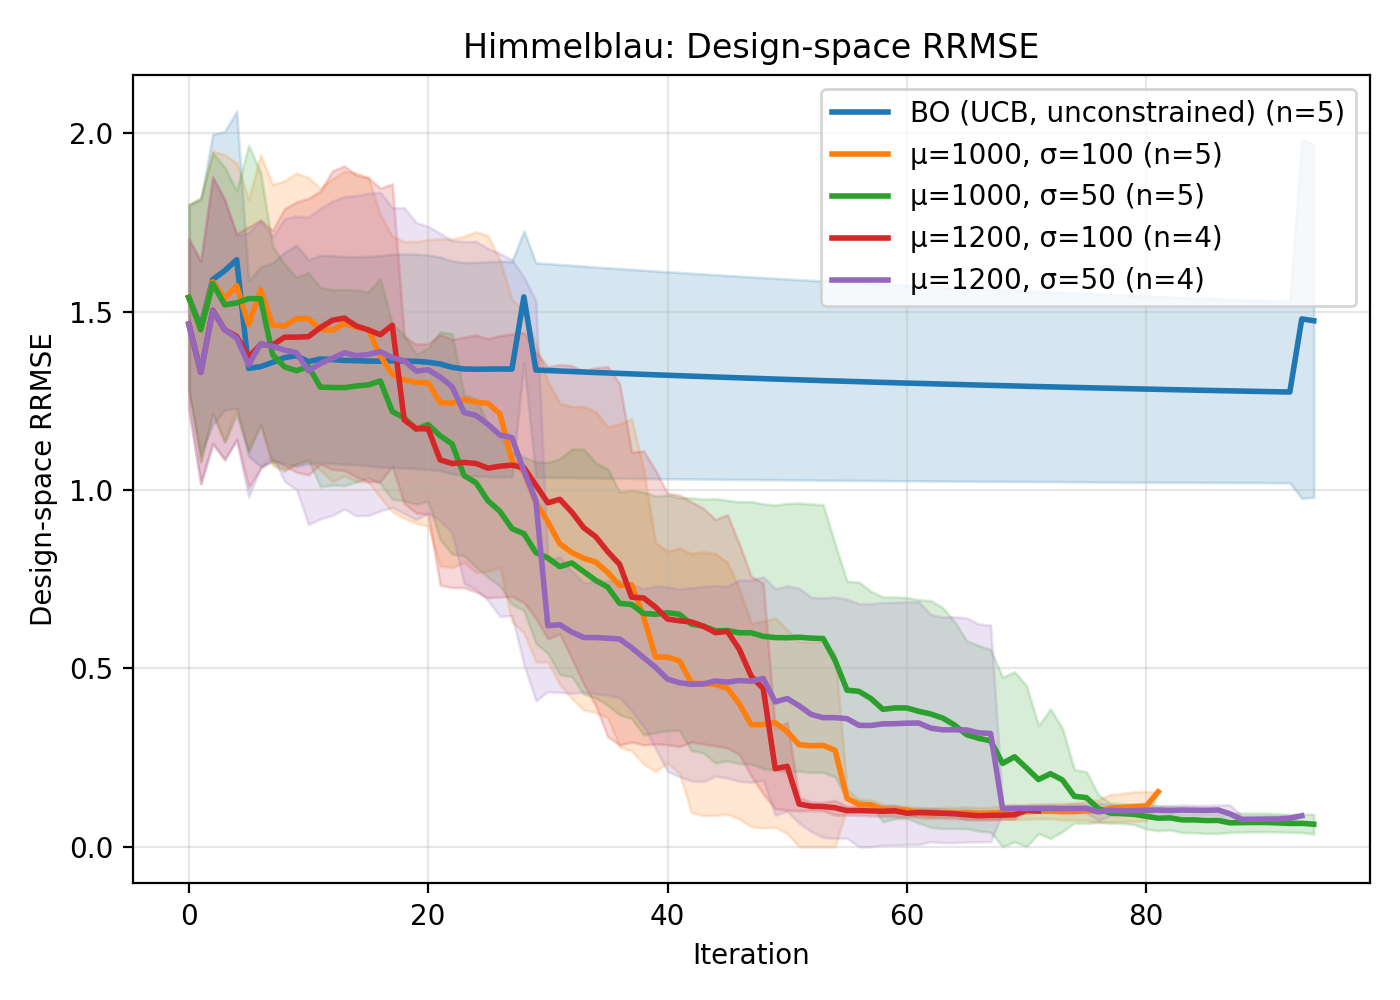 Himmelblau: Design-space RRMSE
BO (UCB, unconstrained) (n=5)
μ=1000, σ=100 (n=5)
μ=1000, σ=50 (n=5)
μ=1200, σ=100 (n=4)
μ=1200, σ=50 (n=4)
Design-space RRMSE
2.0
1.5
1.0
0.5
0.0
0 20 40 60 80
Iteration